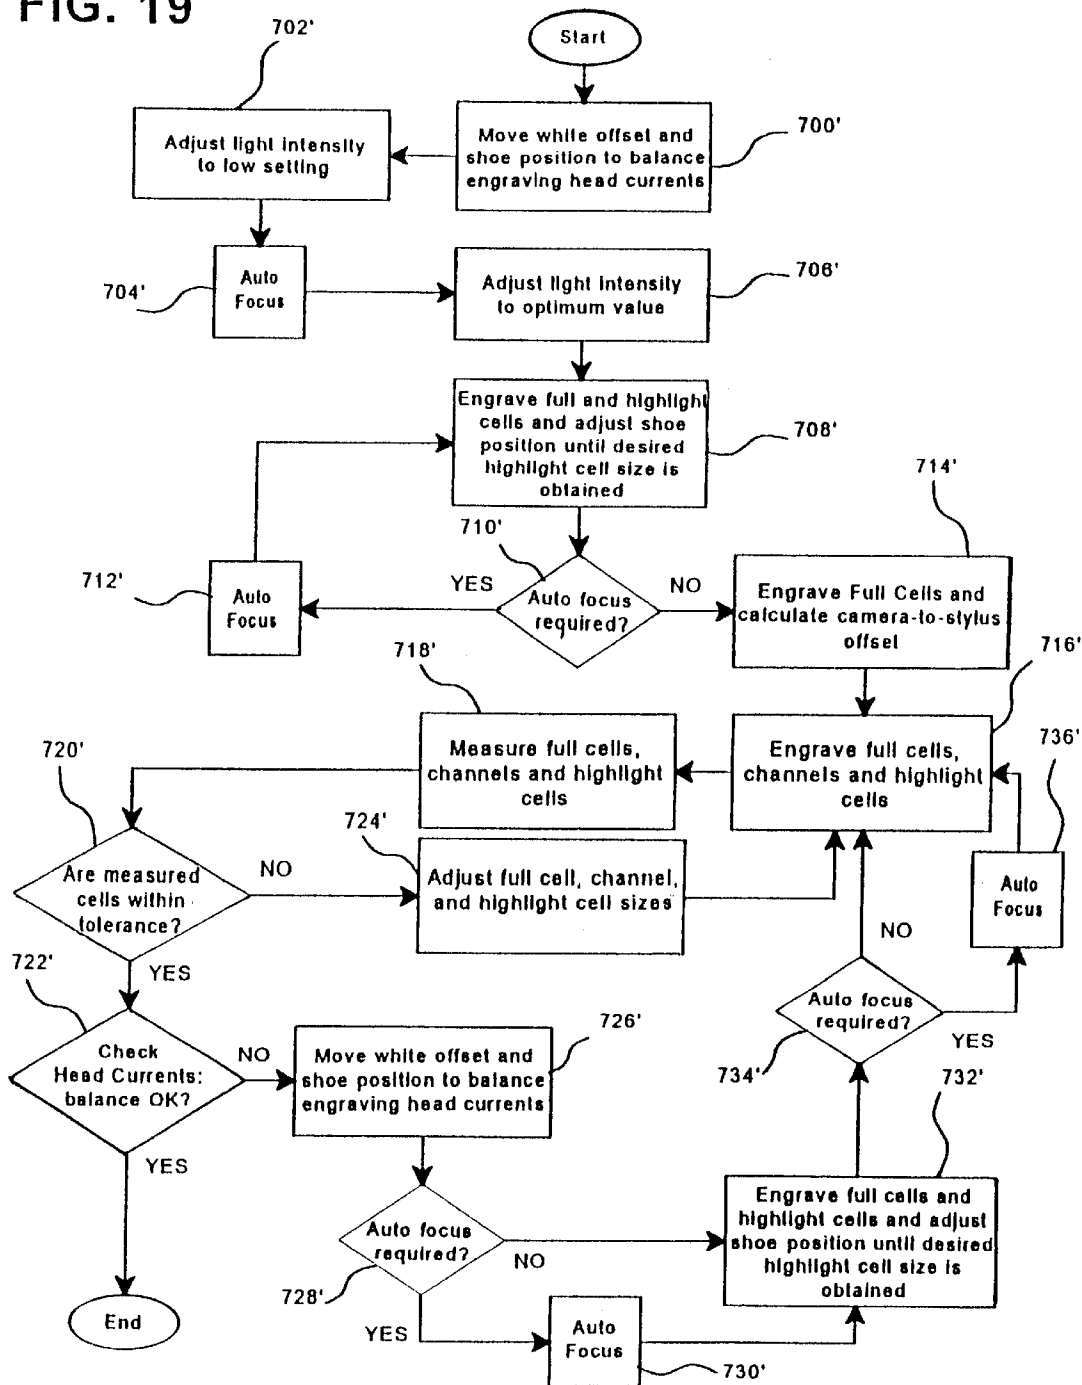 FIG. 19
Start
702'
Move white offset and
shoe position to balance
engraving head currents
700'
Adjust light intensity
to low setting
Auto
Focus
704'
Adjust light intensity
to optimum value
706'
Engrave full and highlight
cells and adjust shoe
position until desired
highlight cell size is
obtained
708'
710'
Auto focus
required?
YES
NO
712'
Auto
Focus
714'
Engrave Full Cells and
calculate camera-to-stylus
offset
716'
Engrave full cells,
channels and highlight
cells
718'
Measure full cells,
channels and highlight
cells
720'
Are measured
cells within
tolerance?
NO
YES
724'
Adjust full cell, channel,
and highlight cell sizes
736'
Auto
Focus
NO
Auto focus
required?
YES
734'
722'
Check
Head Currents:
balance OK?
NO
YES
726'
Move white offset and
shoe position to balance
engraving head currents
Auto focus
required?
NO
728'
YES
732'
Engrave full cells and
highlight cells and adjust
shoe position until desired
highlight cell size is
obtained
Auto
Focus
730'
End